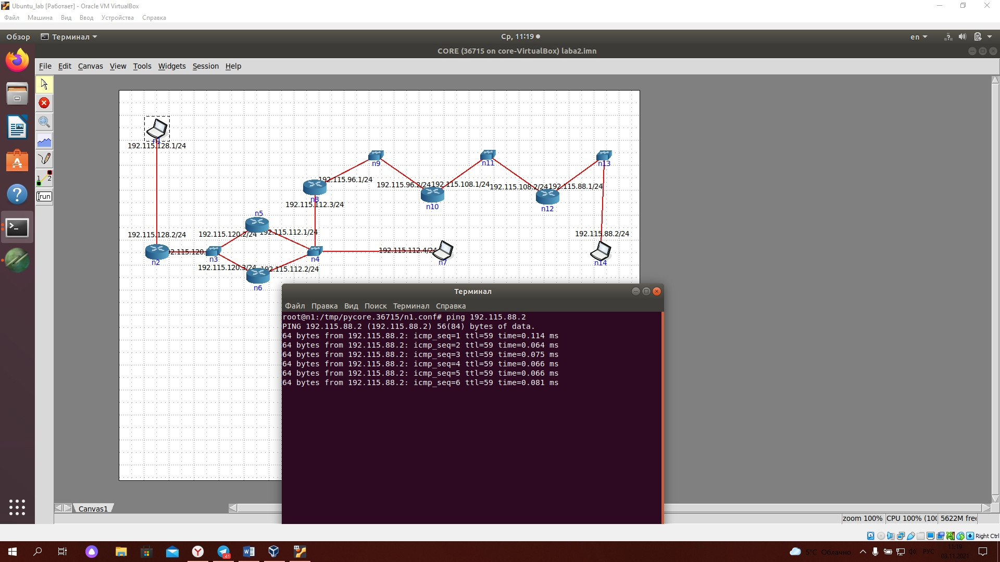 Ubuntu_lab [Работает] - Oracle VM VirtualBox
Файл Машина Вид Ввод Устройства Справка
Обзор Терминал Ср, 11:19 en
CORE (36715 on core-VirtualBox) laba2.imn
File Edit Canvas View Tools Widgets Session Help
n1
192.115.128.1/24
n9
n11
n13
192.115.96.1/24
192.115.96.2/24
192.115.108.1/24
192.115.108.2/24
192.115.88.1/24
n8
192.115.112.3/24
n10
n12
n5
192.115.128.2/24
192.115.120.2/24
192.115.112.1/24
192.115.88.2/24
n2
n3
n4
192.115.112.4/24
n7
n14
192.115.120.3/24
192.115.112.2/24
n6
run
Терминал
Файл Правка Вид Поиск Терминал Справка
root@n1:/tmp/pycore.36715/n1.conf# ping 192.115.88.2
PING 192.115.88.2 (192.115.88.2) 56(84) bytes of data.
64 bytes from 192.115.88.2: icmp_seq=1 ttl=59 time=0.114 ms
64 bytes from 192.115.88.2: icmp_seq=2 ttl=59 time=0.064 ms
64 bytes from 192.115.88.2: icmp_seq=3 ttl=59 time=0.075 ms
64 bytes from 192.115.88.2: icmp_seq=4 ttl=59 time=0.066 ms
64 bytes from 192.115.88.2: icmp_seq=5 ttl=59 time=0.066 ms
64 bytes from 192.115.88.2: icmp_seq=6 ttl=59 time=0.081 ms
Canvas1
zoom 100% CPU 100% (100 5622M free
Right Ctrl
41
5°C Облачно
РУС
11:19
03.11.2021